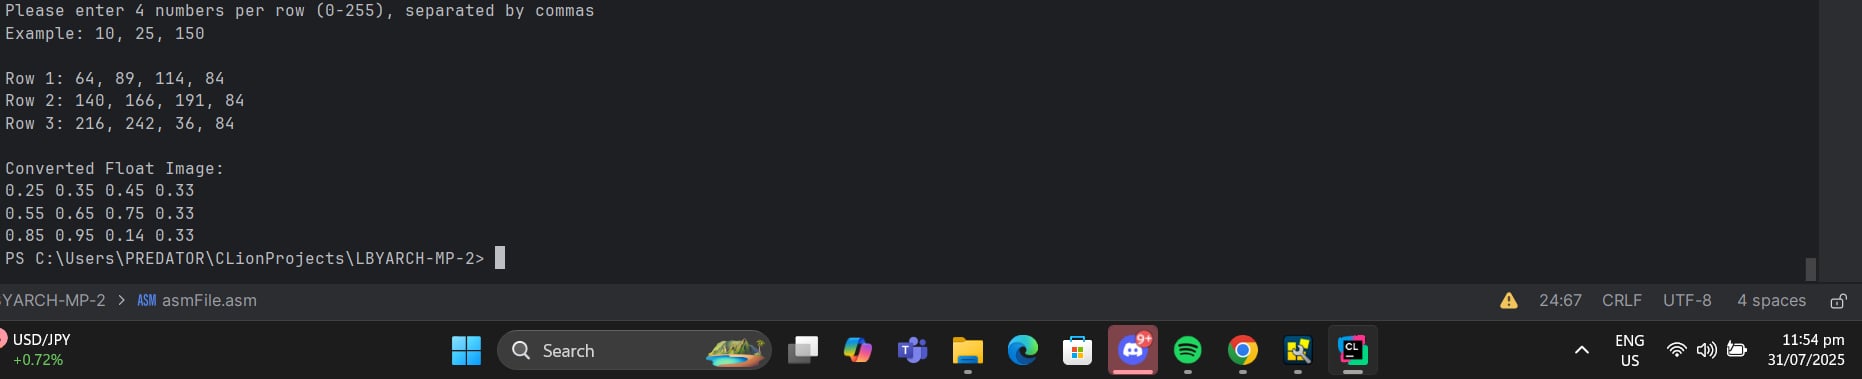 Please enter 4 numbers per row (0-255), separated by commas
Example: 10, 25, 150
Row 1: 64, 89, 114, 84
Row 2: 140, 166, 191, 84
Row 3: 216, 242, 36, 84
Converted Float Image:
0.25 0.35 0.45 0.33
0.55 0.65 0.75 0.33
0.85 0.95 0.14 0.33
PS C:\Users\PREDATOR\CLionProjects\LBYARCH-MP-2>
YARCH-MP-2 > ASM asmFile.asm 24:67 CRLF UTF-8 4 spaces
USD/JPY
+0.72%
Search
9+
CL
ENG
US
11:54 pm
31/07/2025